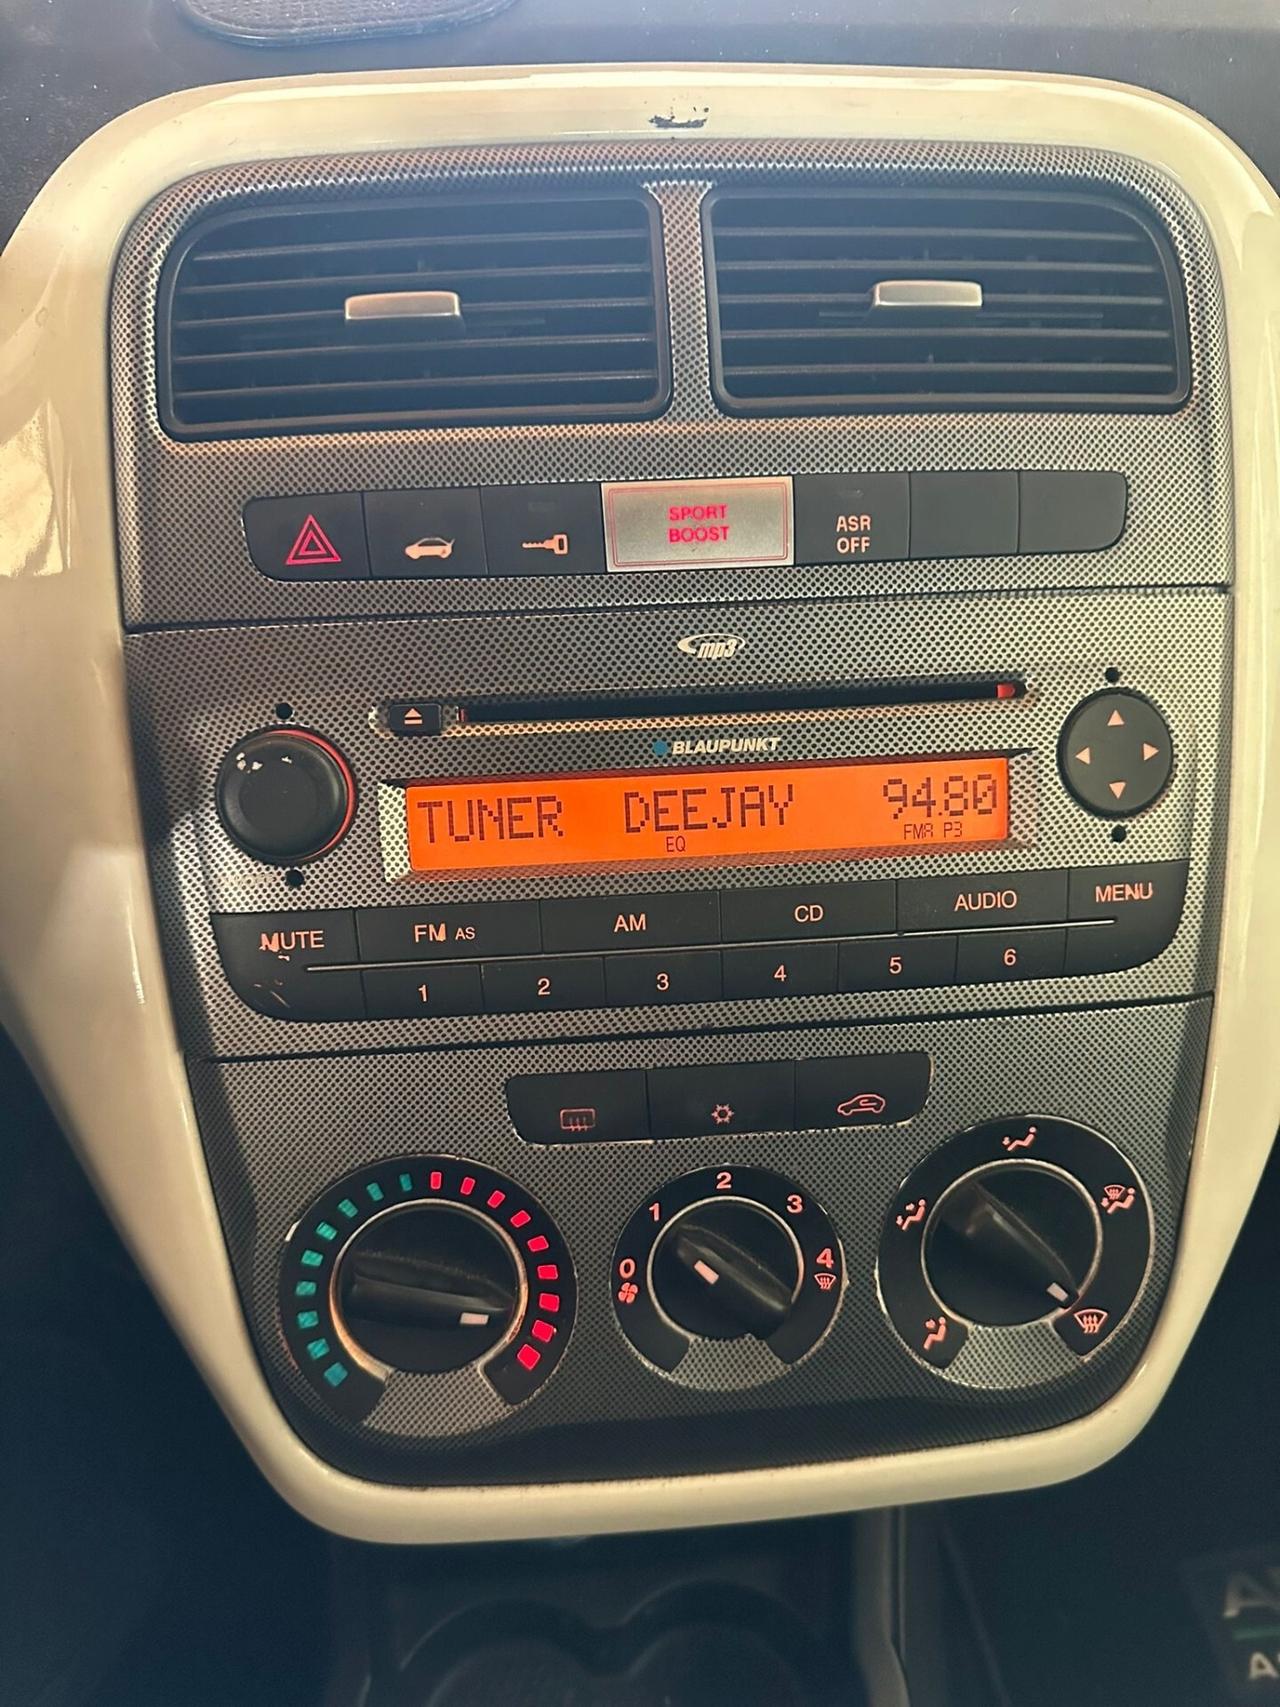 SPORT
BOOST
ASR
OFF
mp3
BLAUPUNKT
TUNER DEEJAY 94.80
EQ FMA P3
MUTE FM AS AM CD AUDIO MENU
1 2 3 4 5 6
0 1 2 3 4